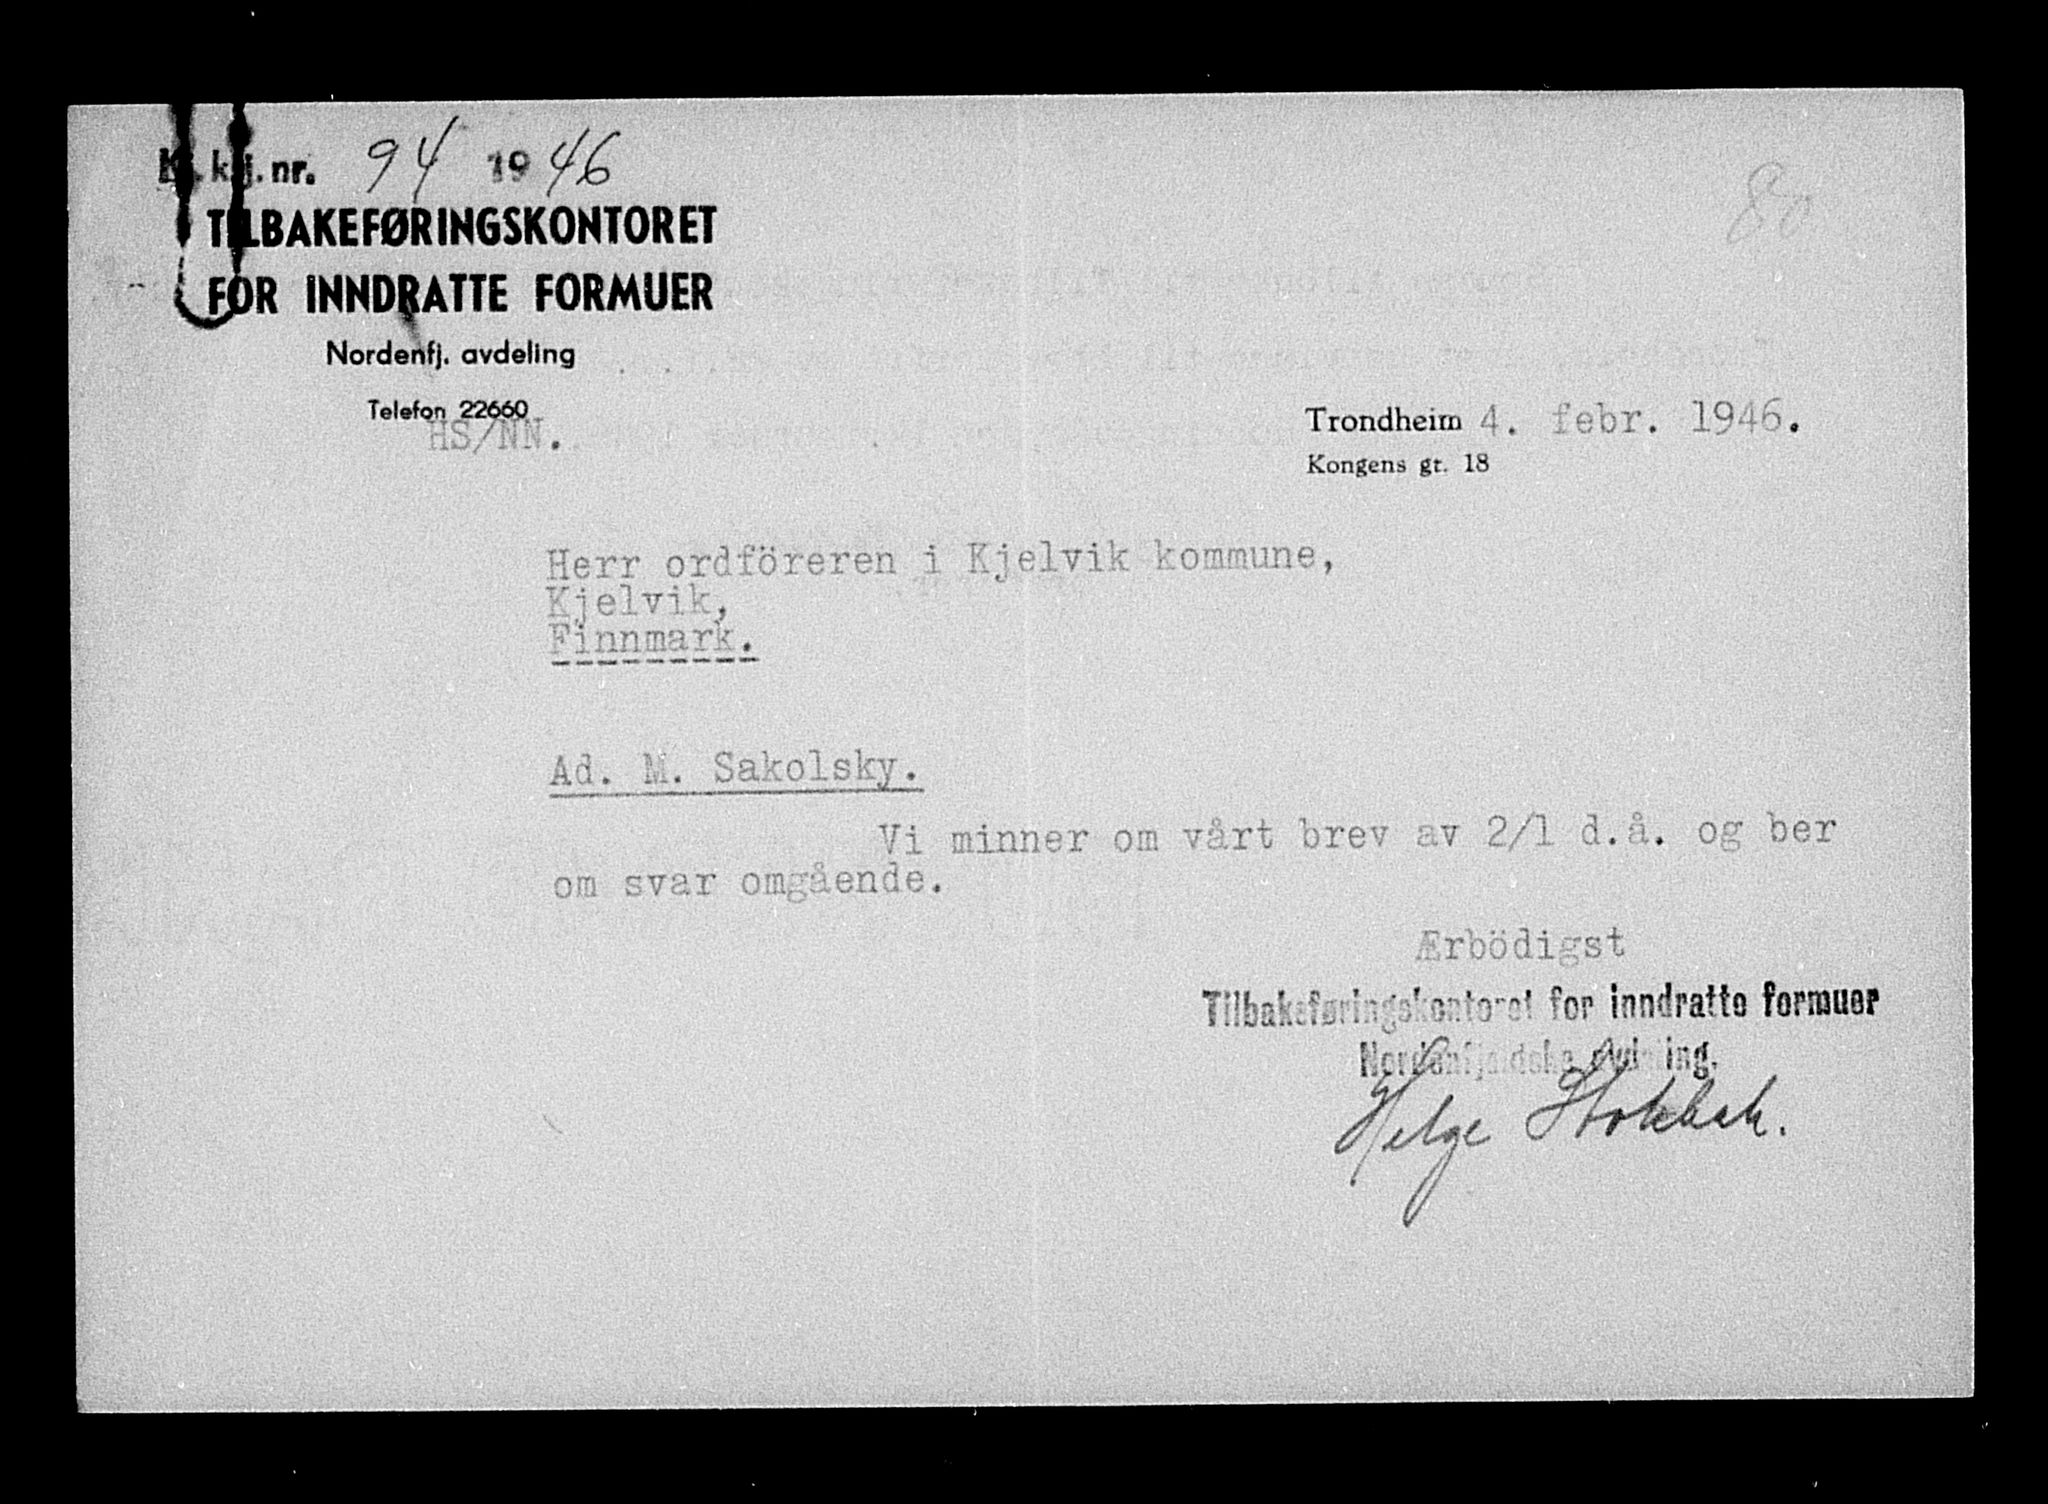 Kj. k. j. nr. 94 1946
80
TILBAKEFØRINGSKONTORET
FOR INNDRATTE FORMUER
Nordenfj. avdeling
Telefon 22660
HS/NN.
Trondheim 4. febr. 1946.
Kongens gt. 18
Herr ordföreren i Kjelvik kommune,
Kjelvik,
Finnmark.
Ad. M. Sakolsky.
Vi minner om vårt brev av 2/1 d.å. og ber
om svar omgående.
Ærbödigst
Tilbakeføringskontoret for inndratte formuer
Nordenfjeldske avdeling.
Helge Stokbak.